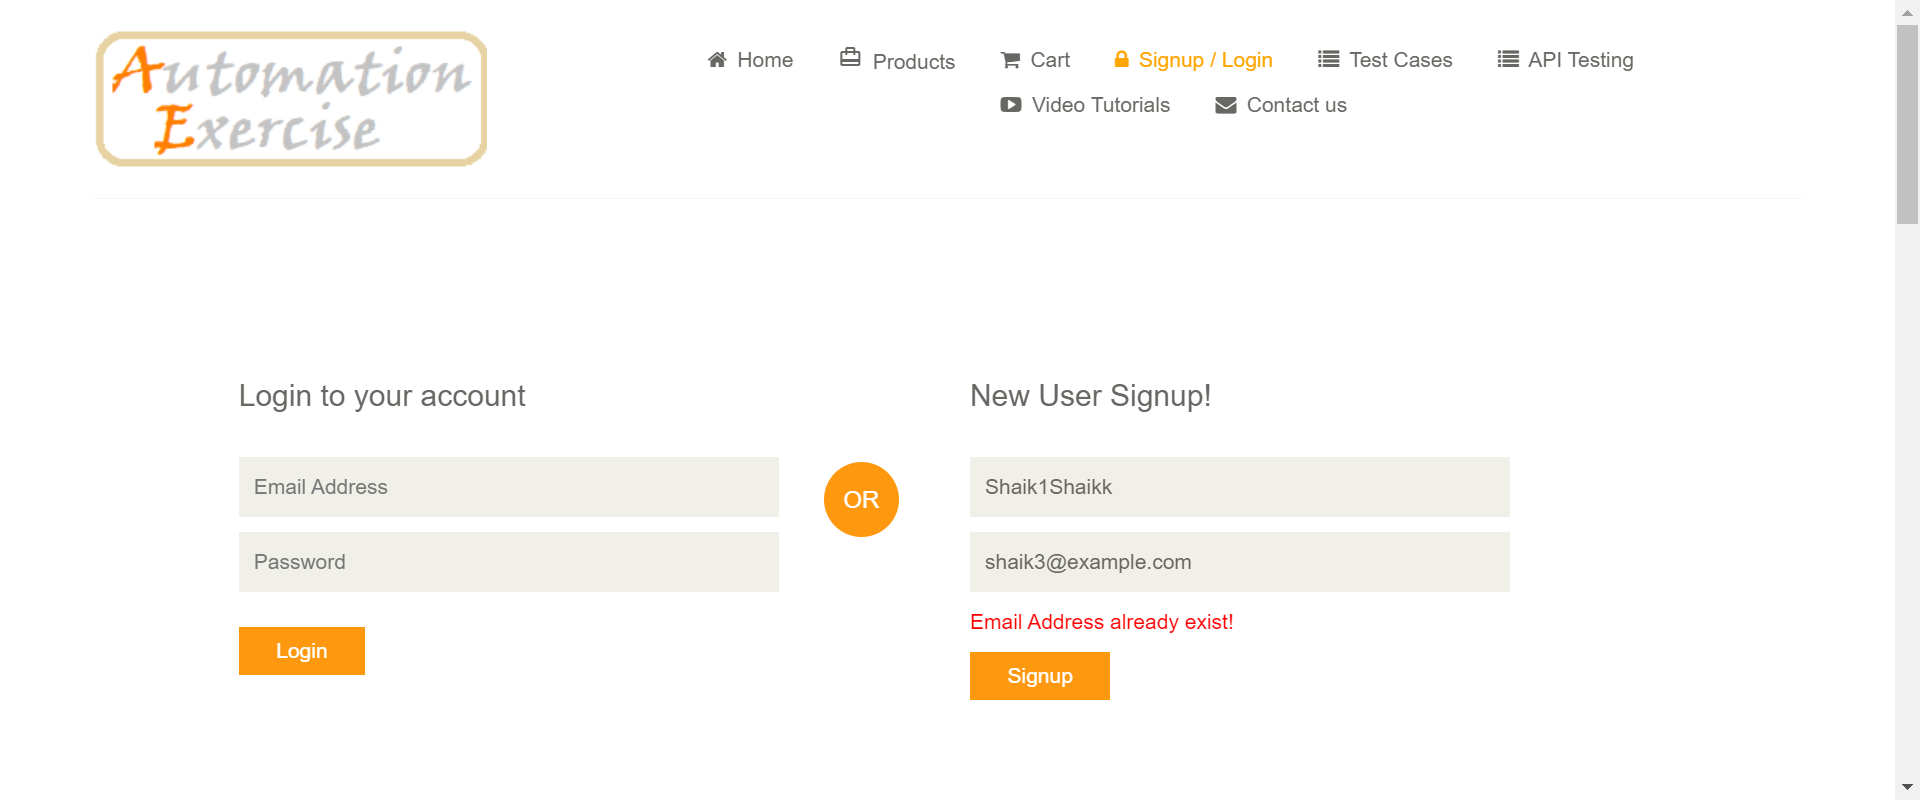 Automation
Exercise
Home
Products
Cart
Signup / Login
Test Cases
API Testing
Video Tutorials
Contact us
Login to your account
Email Address
Password
Login
OR
New User Signup!
Shaik1Shaikk
shaik3@example.com
Email Address already exist!
Signup